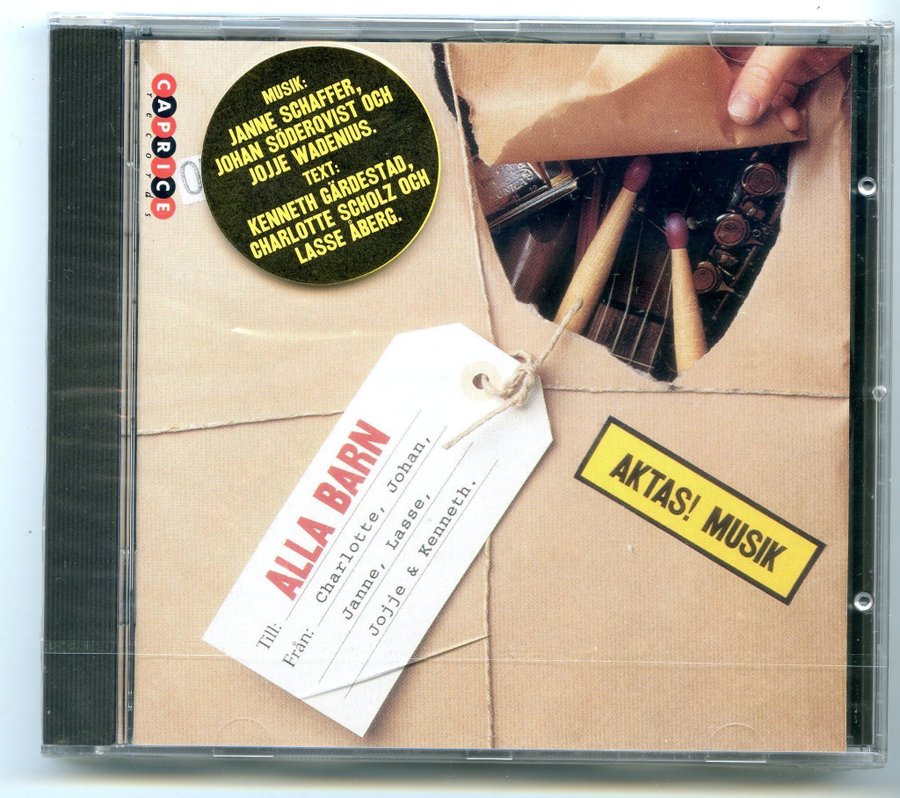 CAPRICE
records
MUSIK:
JANNE SCHAFFER,
JOHAN SÖDERQVIST OCH
JOJJE WADENIUS.
TEXT:
KENNETH GÄRDESTAD,
CHARLOTTE SCHOLZ OCH
LASSE ÅBERG.
Till: ALLA BARN
Från: Charlotte, Johan,
Janne, Lasse,
Jojje & Kenneth.
AKTAS! MUSIK